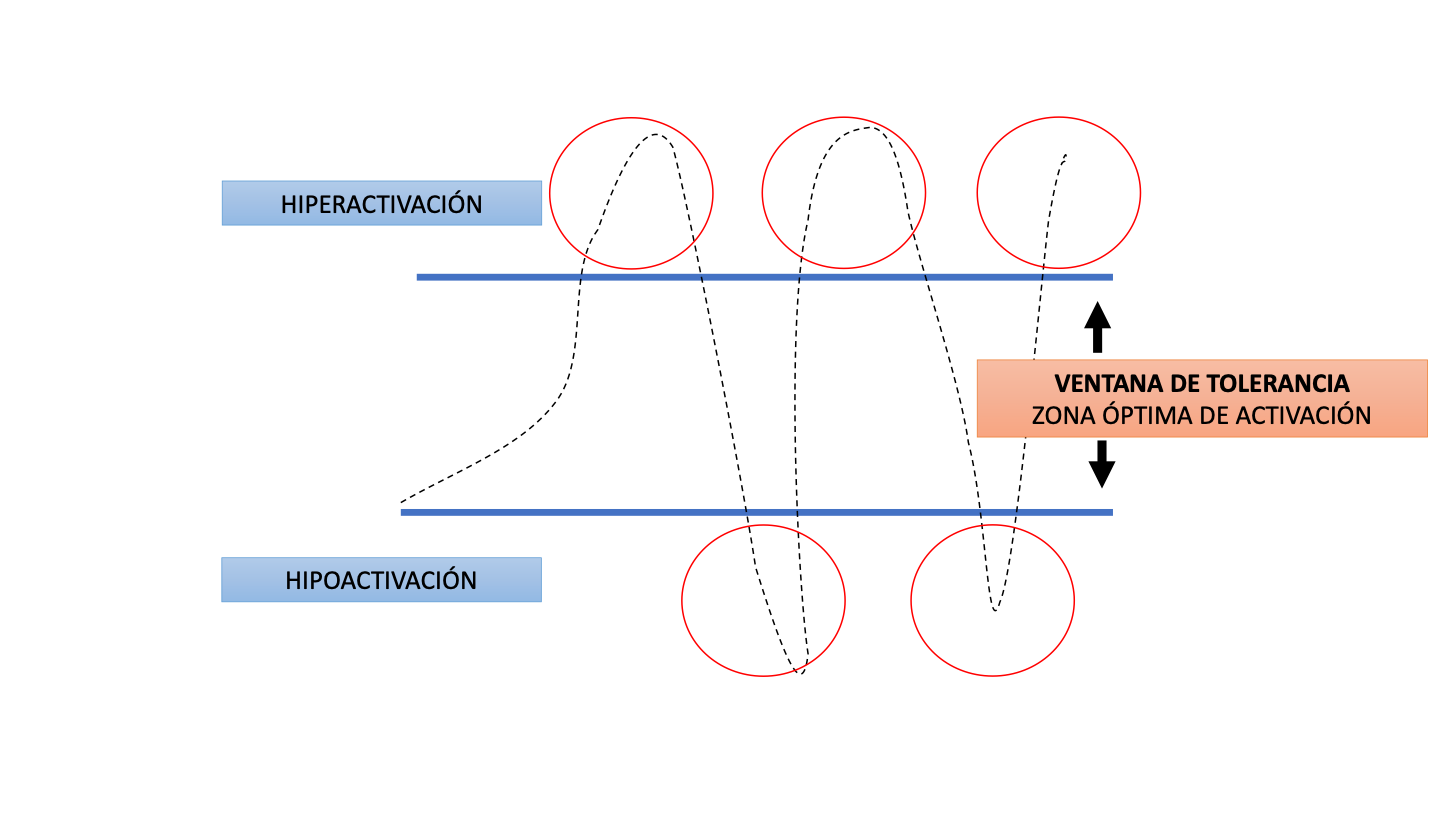 HIPERACTIVACIÓN
VENTANA DE TOLERANCIA
ZONA ÓPTIMA DE ACTIVACIÓN
HIPOACTIVACIÓN